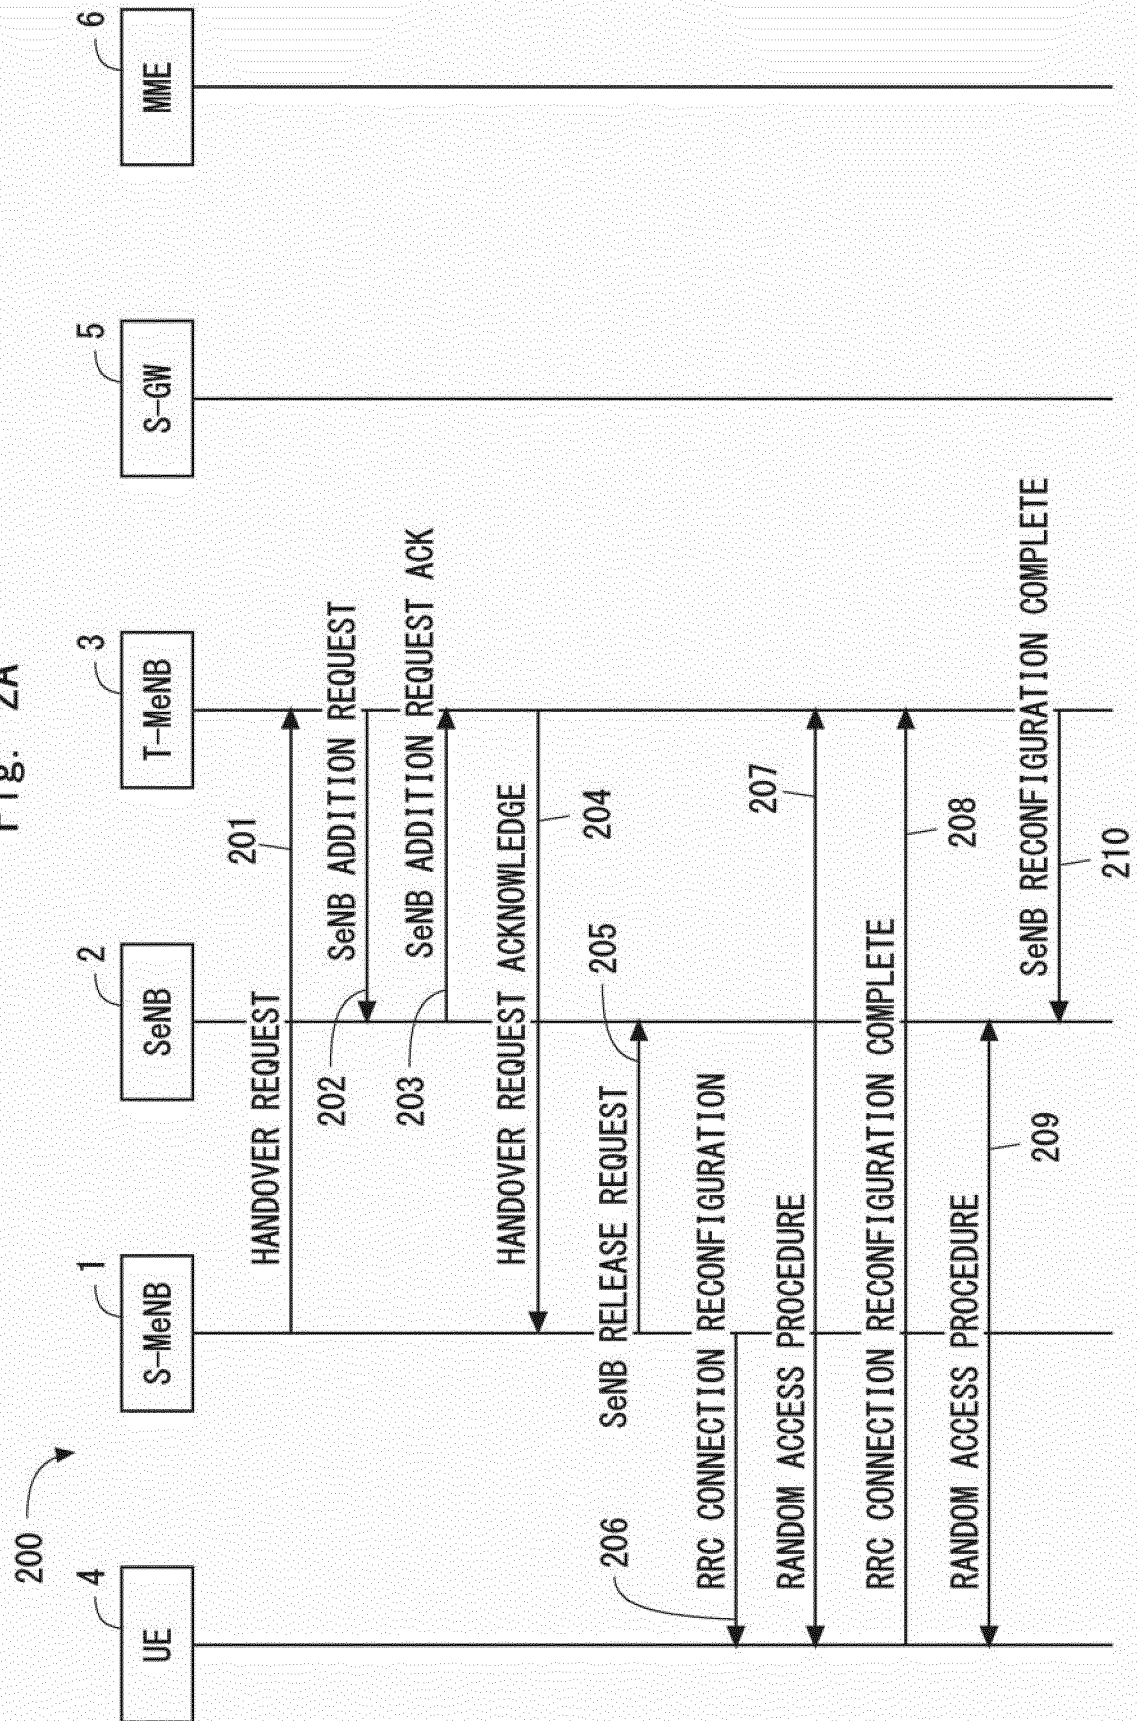 Fig. 2A
200
4
1
2
3
5
6
UE
S-MeNB
SeNB
T-MeNB
S-GW
MME
HANDOVER REQUEST
201
SeNB ADDITION REQUEST
202
SeNB ADDITION REQUEST ACK
203
HANDOVER REQUEST ACKNOWLEDGE
204
SeNB RELEASE REQUEST
205
RRC CONNECTION RECONFIGURATION
206
RANDOM ACCESS PROCEDURE
207
RRC CONNECTION RECONFIGURATION COMPLETE
208
RANDOM ACCESS PROCEDURE
209
SeNB RECONFIGURATION COMPLETE
210